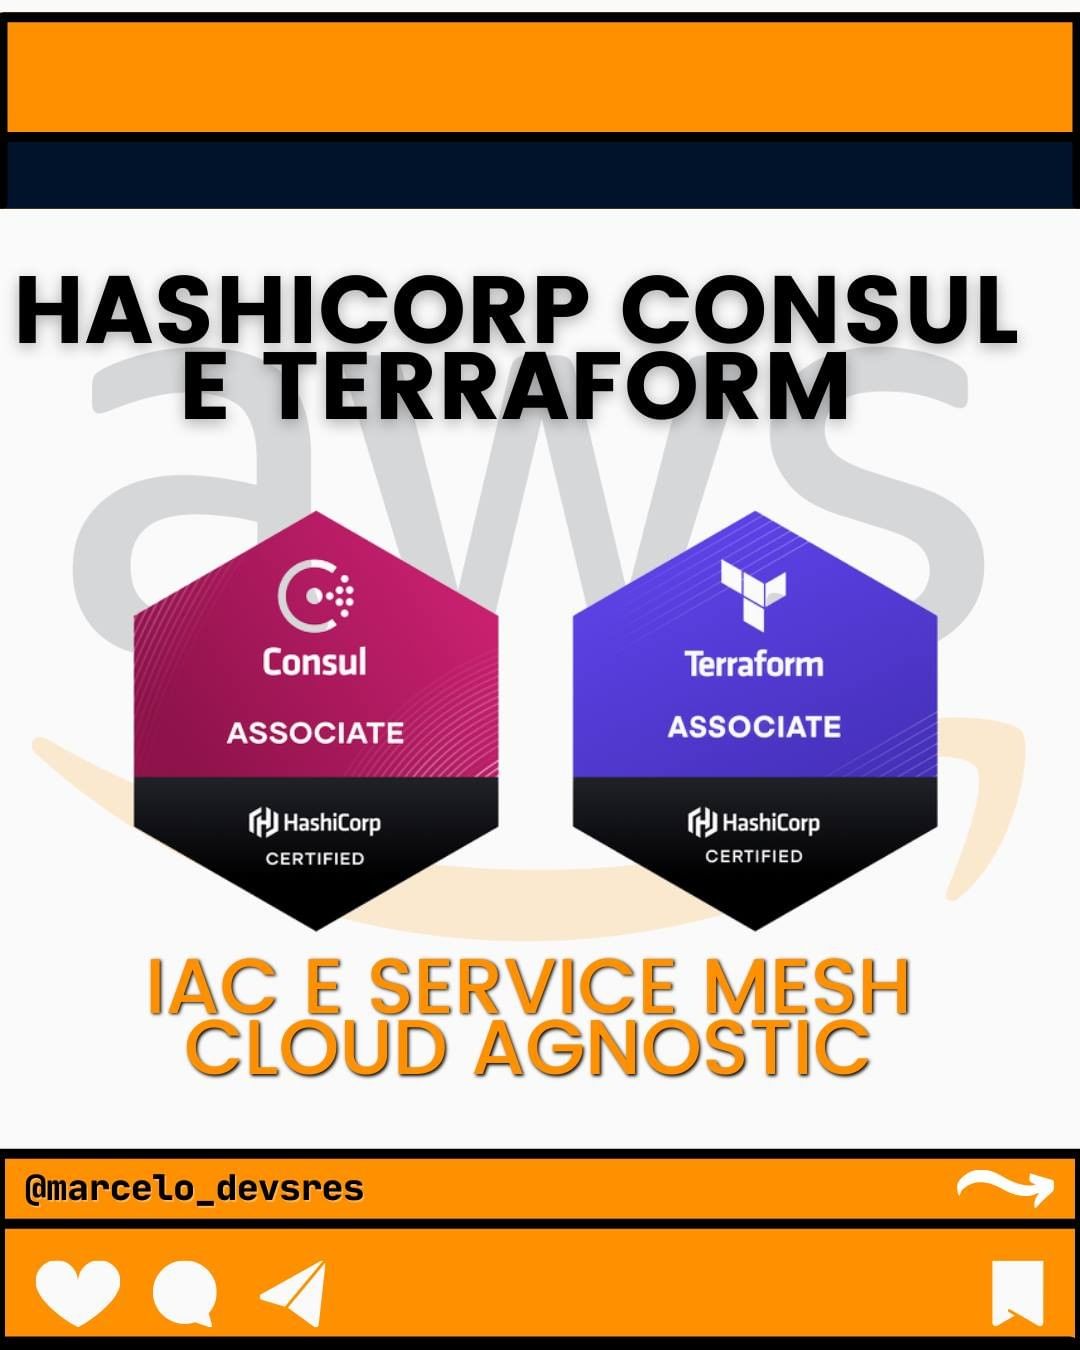 HASHICORP CONSUL
E TERRAFORM
aws
Consul
ASSOCIATE
HashiCorp
CERTIFIED
Terraform
ASSOCIATE
HashiCorp
CERTIFIED
IAC E SERVICE MESH
CLOUD AGNOSTIC
@marcelo_devsres